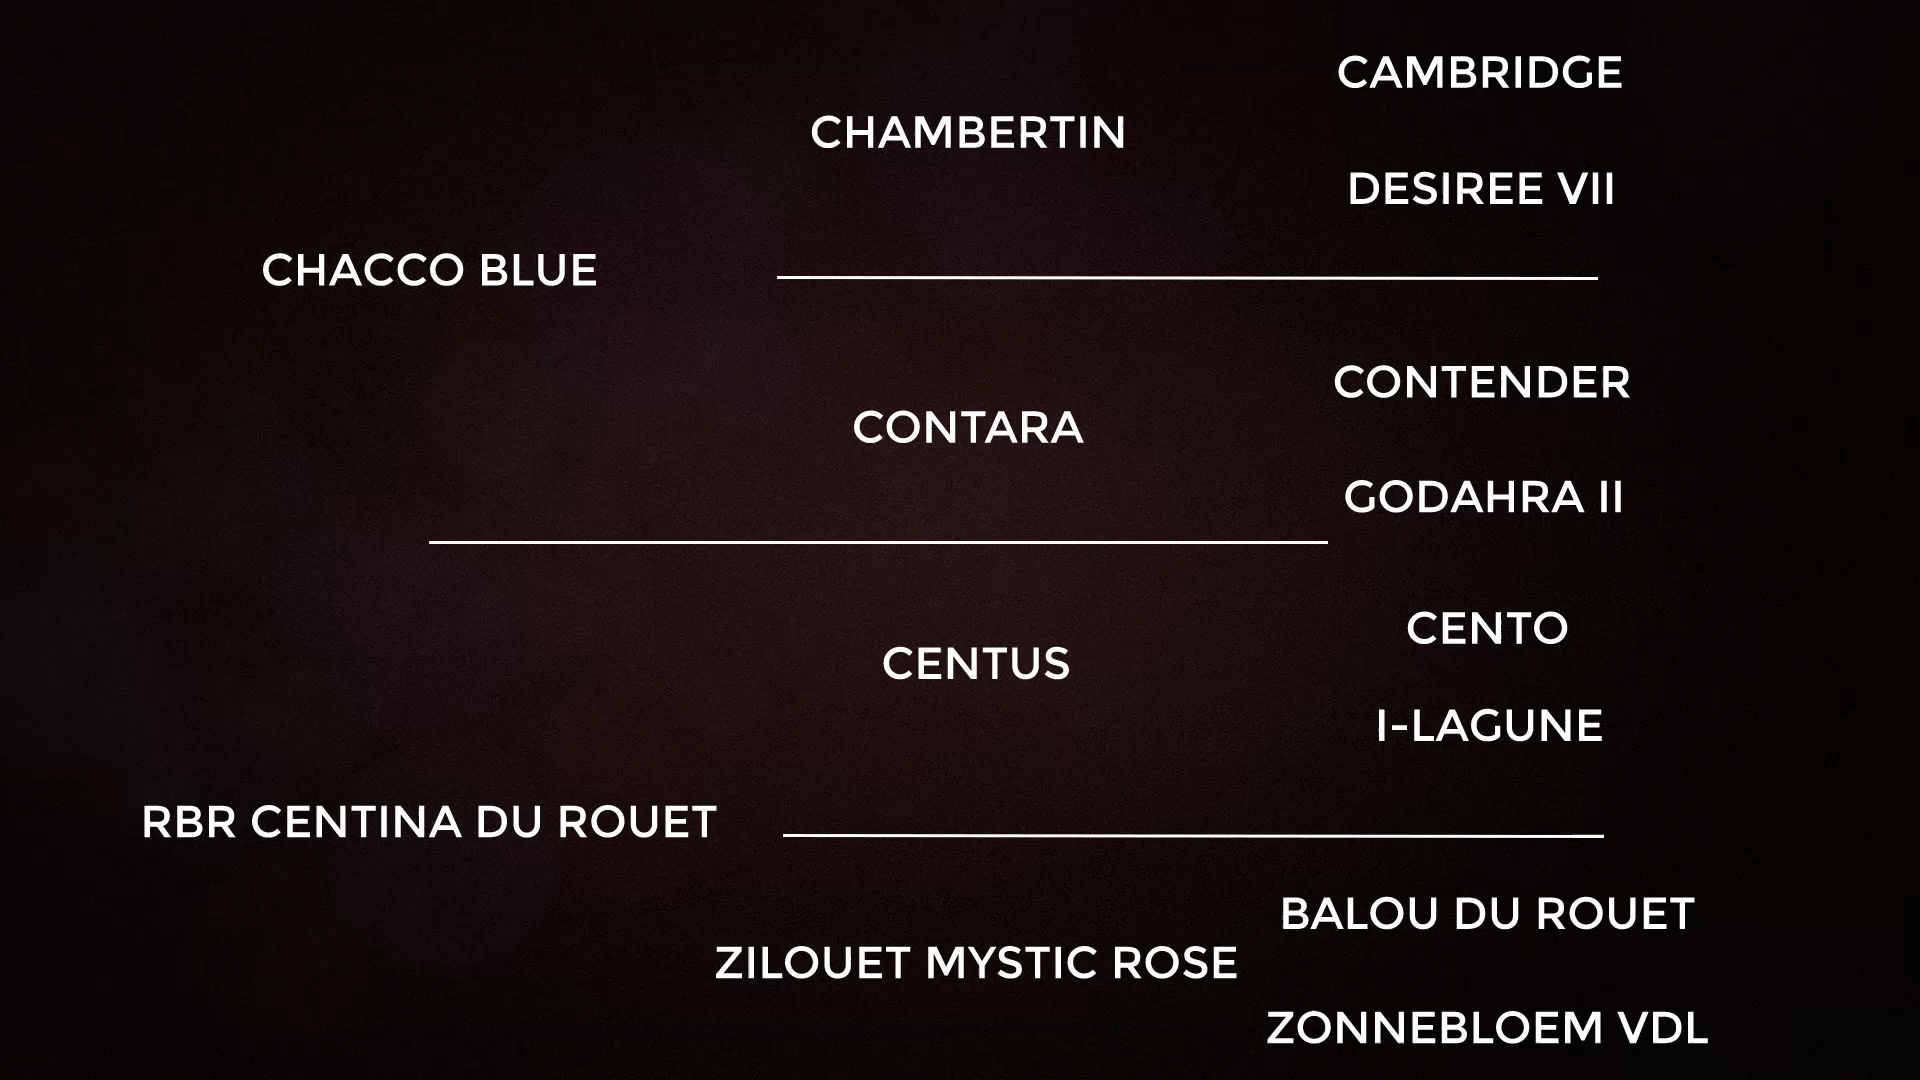 CAMBRIDGE
CHAMBERTIN
DESIREE VII
CHACCO BLUE
CONTENDER
CONTARA
GODAHRA II
CENTO
CENTUS
I-LAGUNE
RBR CENTINA DU ROUET
BALOU DU ROUET
ZILOUET MYSTIC ROSE
ZONNEBLOEM VDL